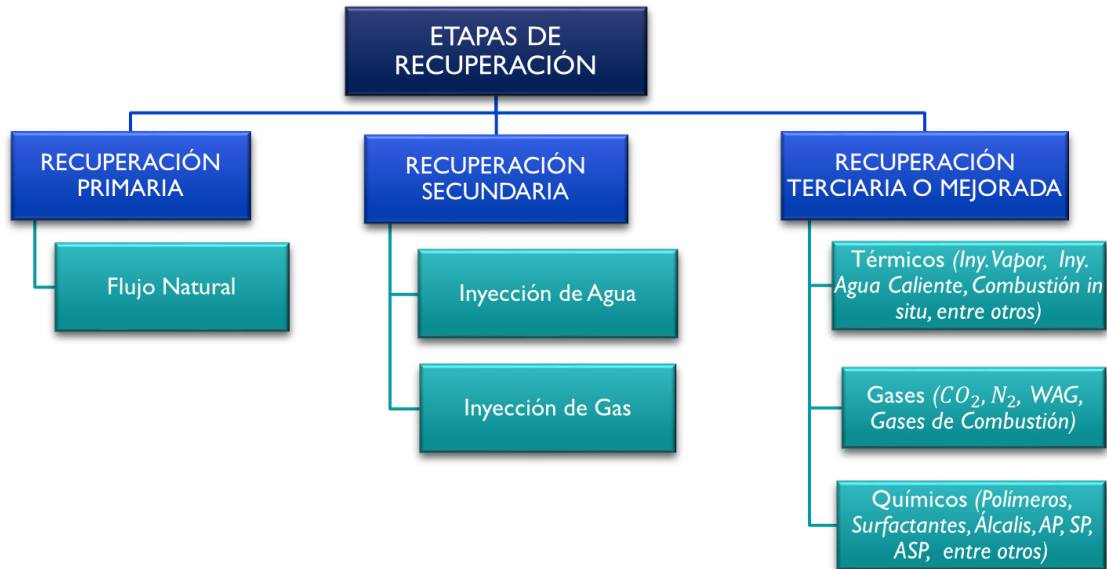 ETAPAS DE
RECUPERACIÓN
RECUPERACIÓN
PRIMARIA
Flujo Natural
RECUPERACIÓN
SECUNDARIA
Inyección de Agua
Inyección de Gas
RECUPERACIÓN
TERCIARIA O MEJORADA
Térmicos (Iny. Vapor, Iny.
Agua Caliente, Combustión in
situ, entre otros)
Gases (CO₂, N₂, WAG,
Gases de Combustión)
Químicos (Polímeros,
Surfactantes, Álcalis, AP, SP,
ASP, entre otros)